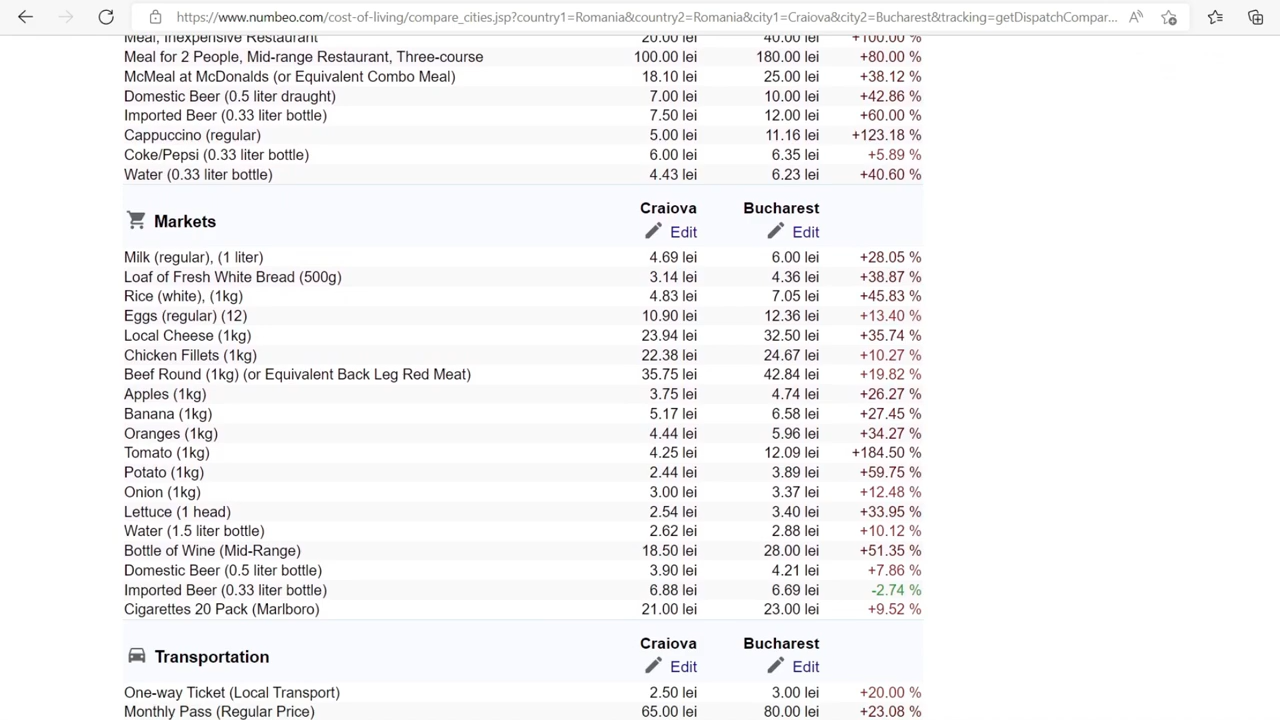 https://www.numbeo.com/cost-of-living/compare_cities.jsp?country1=Romania&country2=Romania&city1=Craiova&city2=Bucharest&tracking=getDispatchCompar...
Meal, Inexpensive Restaurant 20.00 lei 40.00 lei +100.00 %
Meal for 2 People, Mid-range Restaurant, Three-course 100.00 lei 180.00 lei +80.00 %
McMeal at McDonalds (or Equivalent Combo Meal) 18.10 lei 25.00 lei +38.12 %
Domestic Beer (0.5 liter draught) 7.00 lei 10.00 lei +42.86 %
Imported Beer (0.33 liter bottle) 7.50 lei 12.00 lei +60.00 %
Cappuccino (regular) 5.00 lei 11.16 lei +123.18 %
Coke/Pepsi (0.33 liter bottle) 6.00 lei 6.35 lei +5.89 %
Water (0.33 liter bottle) 4.43 lei 6.23 lei +40.60 %
Markets Craiova Bucharest
Edit Edit
Milk (regular), (1 liter) 4.69 lei 6.00 lei +28.05 %
Loaf of Fresh White Bread (500g) 3.14 lei 4.36 lei +38.87 %
Rice (white), (1kg) 4.83 lei 7.05 lei +45.83 %
Eggs (regular) (12) 10.90 lei 12.36 lei +13.40 %
Local Cheese (1kg) 23.94 lei 32.50 lei +35.74 %
Chicken Fillets (1kg) 22.38 lei 24.67 lei +10.27 %
Beef Round (1kg) (or Equivalent Back Leg Red Meat) 35.75 lei 42.84 lei +19.82 %
Apples (1kg) 3.75 lei 4.74 lei +26.27 %
Banana (1kg) 5.17 lei 6.58 lei +27.45 %
Oranges (1kg) 4.44 lei 5.96 lei +34.27 %
Tomato (1kg) 4.25 lei 12.09 lei +184.50 %
Potato (1kg) 2.44 lei 3.89 lei +59.75 %
Onion (1kg) 3.00 lei 3.37 lei +12.48 %
Lettuce (1 head) 2.54 lei 3.40 lei +33.95 %
Water (1.5 liter bottle) 2.62 lei 2.88 lei +10.12 %
Bottle of Wine (Mid-Range) 18.50 lei 28.00 lei +51.35 %
Domestic Beer (0.5 liter bottle) 3.90 lei 4.21 lei +7.86 %
Imported Beer (0.33 liter bottle) 6.88 lei 6.69 lei -2.74 %
Cigarettes 20 Pack (Marlboro) 21.00 lei 23.00 lei +9.52 %
Transportation Craiova Bucharest
Edit Edit
One-way Ticket (Local Transport) 2.50 lei 3.00 lei +20.00 %
Monthly Pass (Regular Price) 65.00 lei 80.00 lei +23.08 %